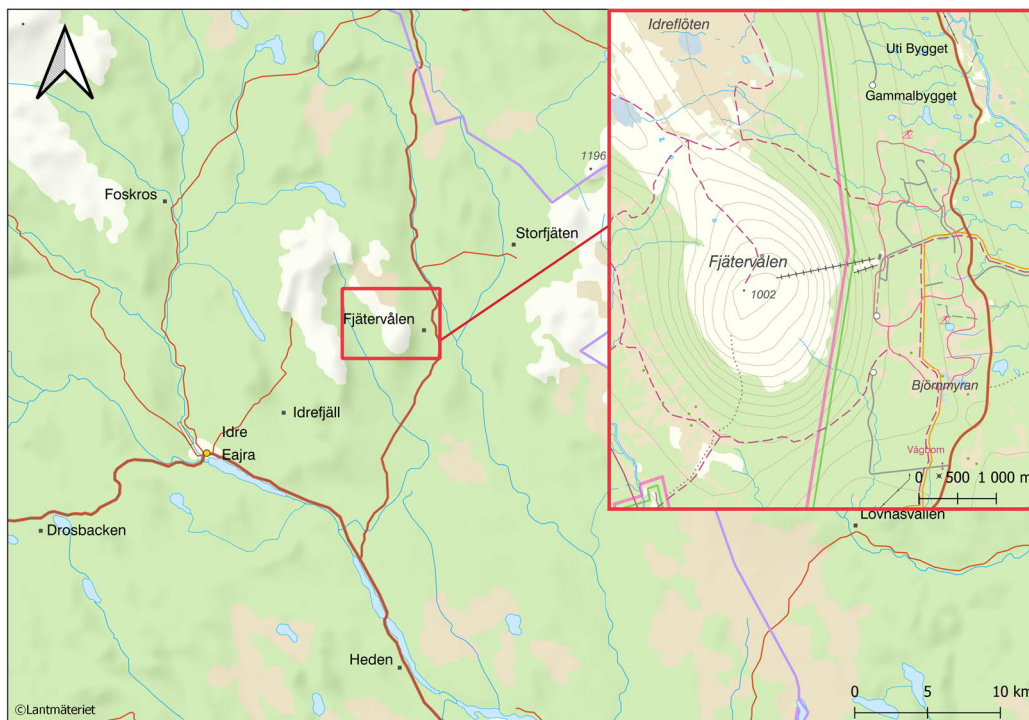 Foskros
1196
Storfjäten
Fjätervålen
Idrefjäll
Idre
Eajra
Drosbacken
Heden
©Lantmäteriet
Idreflöten
Uti Bygget
Gammalbygget
Fjätervålen
1002
Björnmyran
Vägbom
0 500 1 000 m
Lövnäsvallen
0 5 10 km